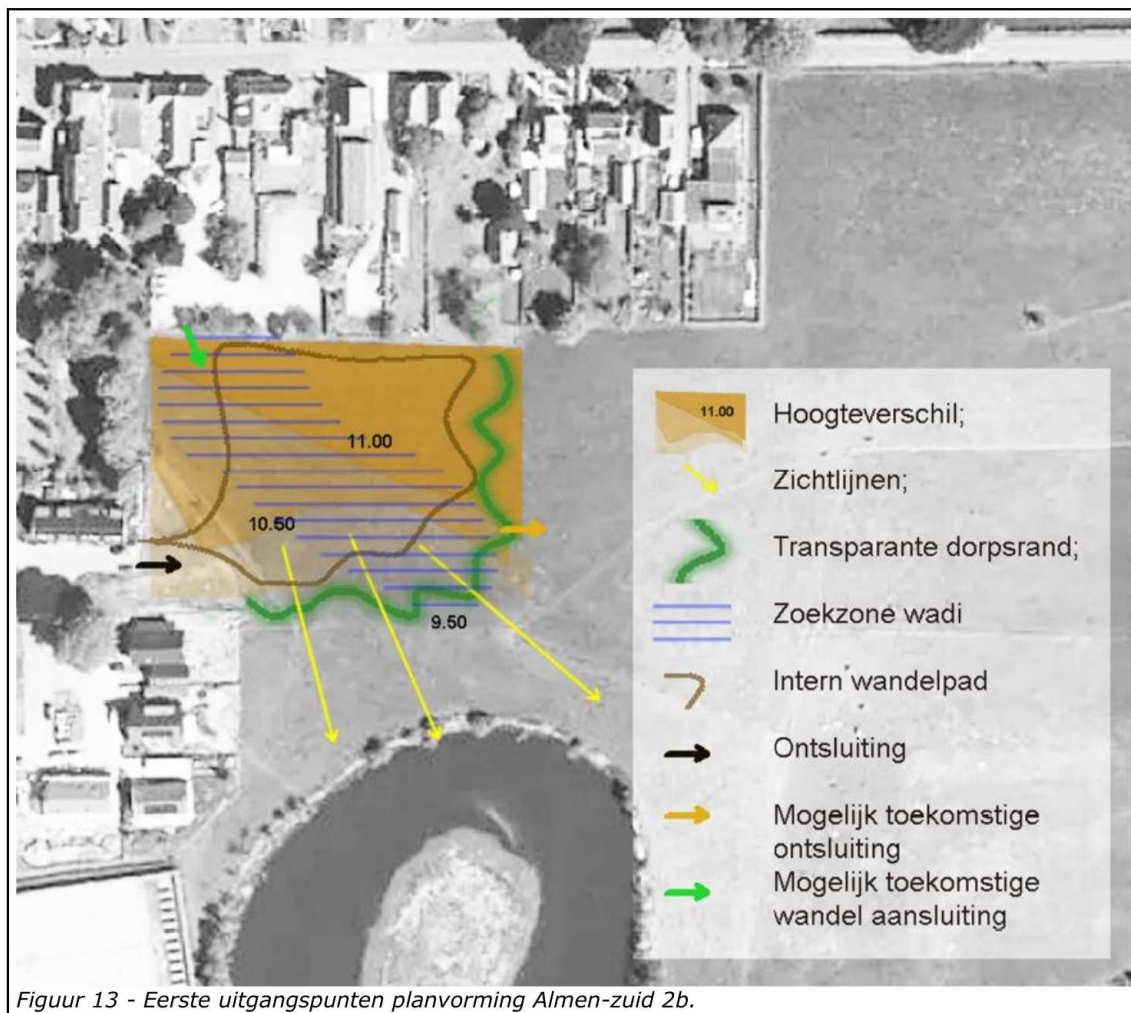 11.00
10.50
9.50
11.00
Hoogteverschil;
Zichtlijnen;
Transparante dorpsrand;
Zoekzone wadi
Intern wandelpad
Ontsluiting
Mogelijk toekomstige
ontsluiting
Mogelijk toekomstige
wandel aansluiting
Figuur 13 - Eerste uitgangspunten planvorming Almen-zuid 2b.